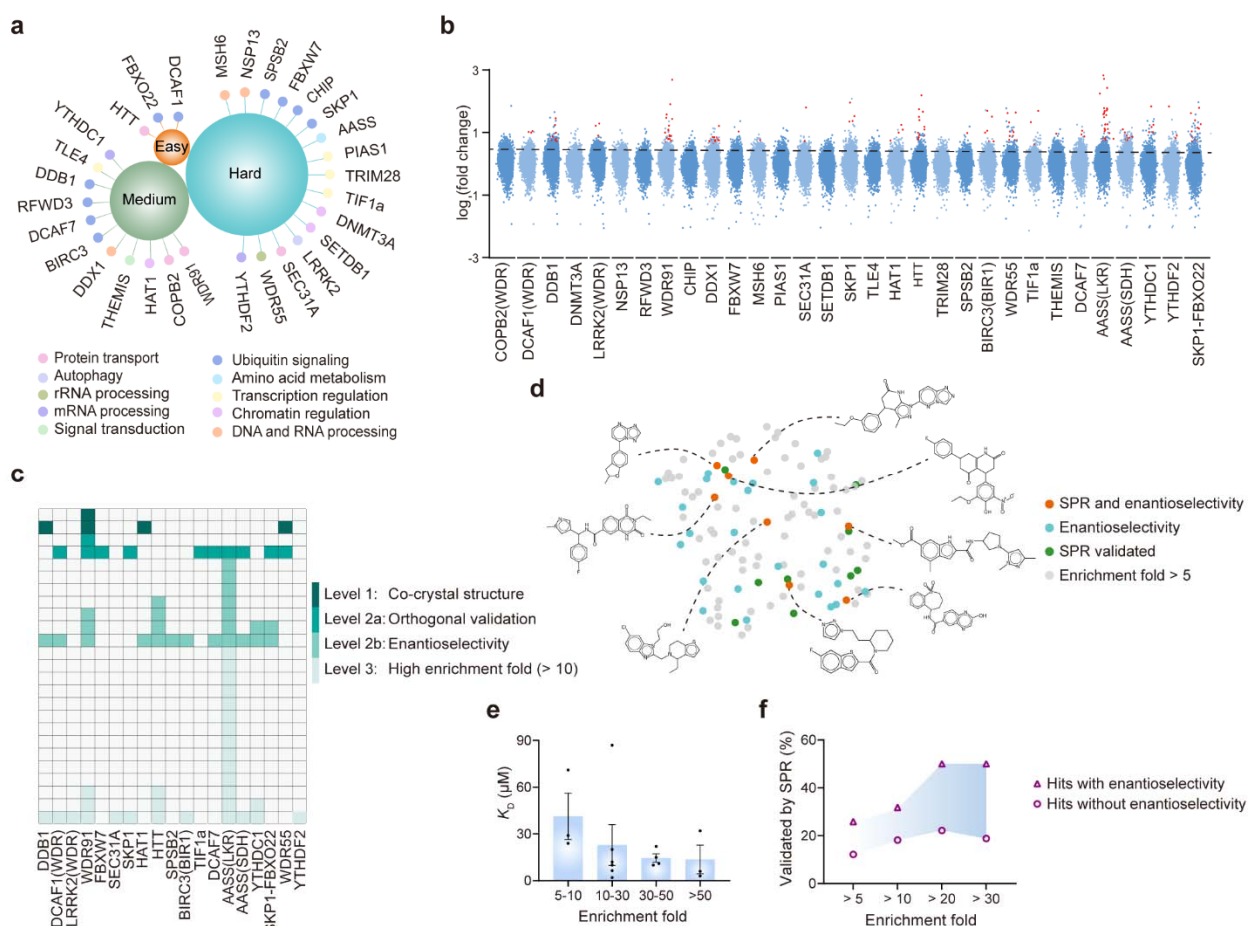 a
MSH6
NSP13
SPSB2
FBXW7
CHIP
SKP1
AASS
PIAS1
TRIM28
TIF1a
DNMT3A
SETDB1
LRRK2
SEC31A
WDR55
YTHDF2
DCAF1
FBXO22
HTT
YTHDC1
TLE4
DDB1
RFWD3
DCAF7
BIRC3
DDX1
THEMIS
HAT1
COPB2
WDR91
Easy
Medium
Hard
Protein transport
Autophagy
rRNA processing
mRNA processing
Signal transduction
Ubiquitin signaling
Amino acid metabolism
Transcription regulation
Chromatin regulation
DNA and RNA processing
b
log₁₀(fold change)
3
1
-1
-3
COPB2(WDR)
DCAF1(WDR)
DDB1
DNMT3A
LRRK2(WDR)
NSP13
RFWD3
WDR91
CHIP
DDX1
FBXW7
MSH6
PIAS1
SEC31A
SETDB1
SKP1
TLE4
HAT1
HTT
TRIM28
SPSB2
BIRC3(BIR1)
WDR55
TIF1a
THEMIS
DCAF7
AASS(LKR)
AASS(SDH)
YTHDC1
YTHDF2
SKP1-FBXO22
c
Level 1: Co-crystal structure
Level 2a: Orthogonal validation
Level 2b: Enantioselectivity
Level 3: High enrichment fold (> 10)
DDB1
DCAF1(WDR)
LRRK2(WDR)
WDR91
FBXW7
SEC31A
SKP1
HAT1
HTT
SPSB2
BIRC3(BIR1)
TIF1a
DCAF7
AASS(LKR)
AASS(SDH)
YTHDC1
SKP1-FBXO22
WDR55
YTHDF2
d
SPR and enantioselectivity
Enantioselectivity
SPR validated
Enrichment fold > 5
e
K_D (μM)
90
60
30
0
5-10
10-30
30-50
>50
Enrichment fold
f
Validated by SPR (%)
60
40
20
0
> 5
> 10
> 20
> 30
Enrichment fold
Hits with enantioselectivity
Hits without enantioselectivity